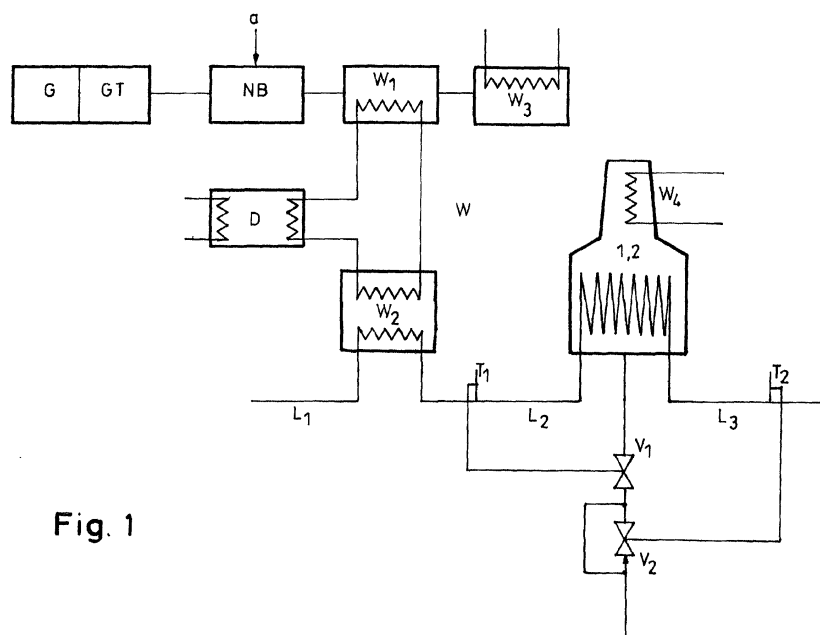 a
G GT NB W1 W3
D W W4
1,2
W2
T1 T2
L1 L2 L3
V1
Fig. 1
V2